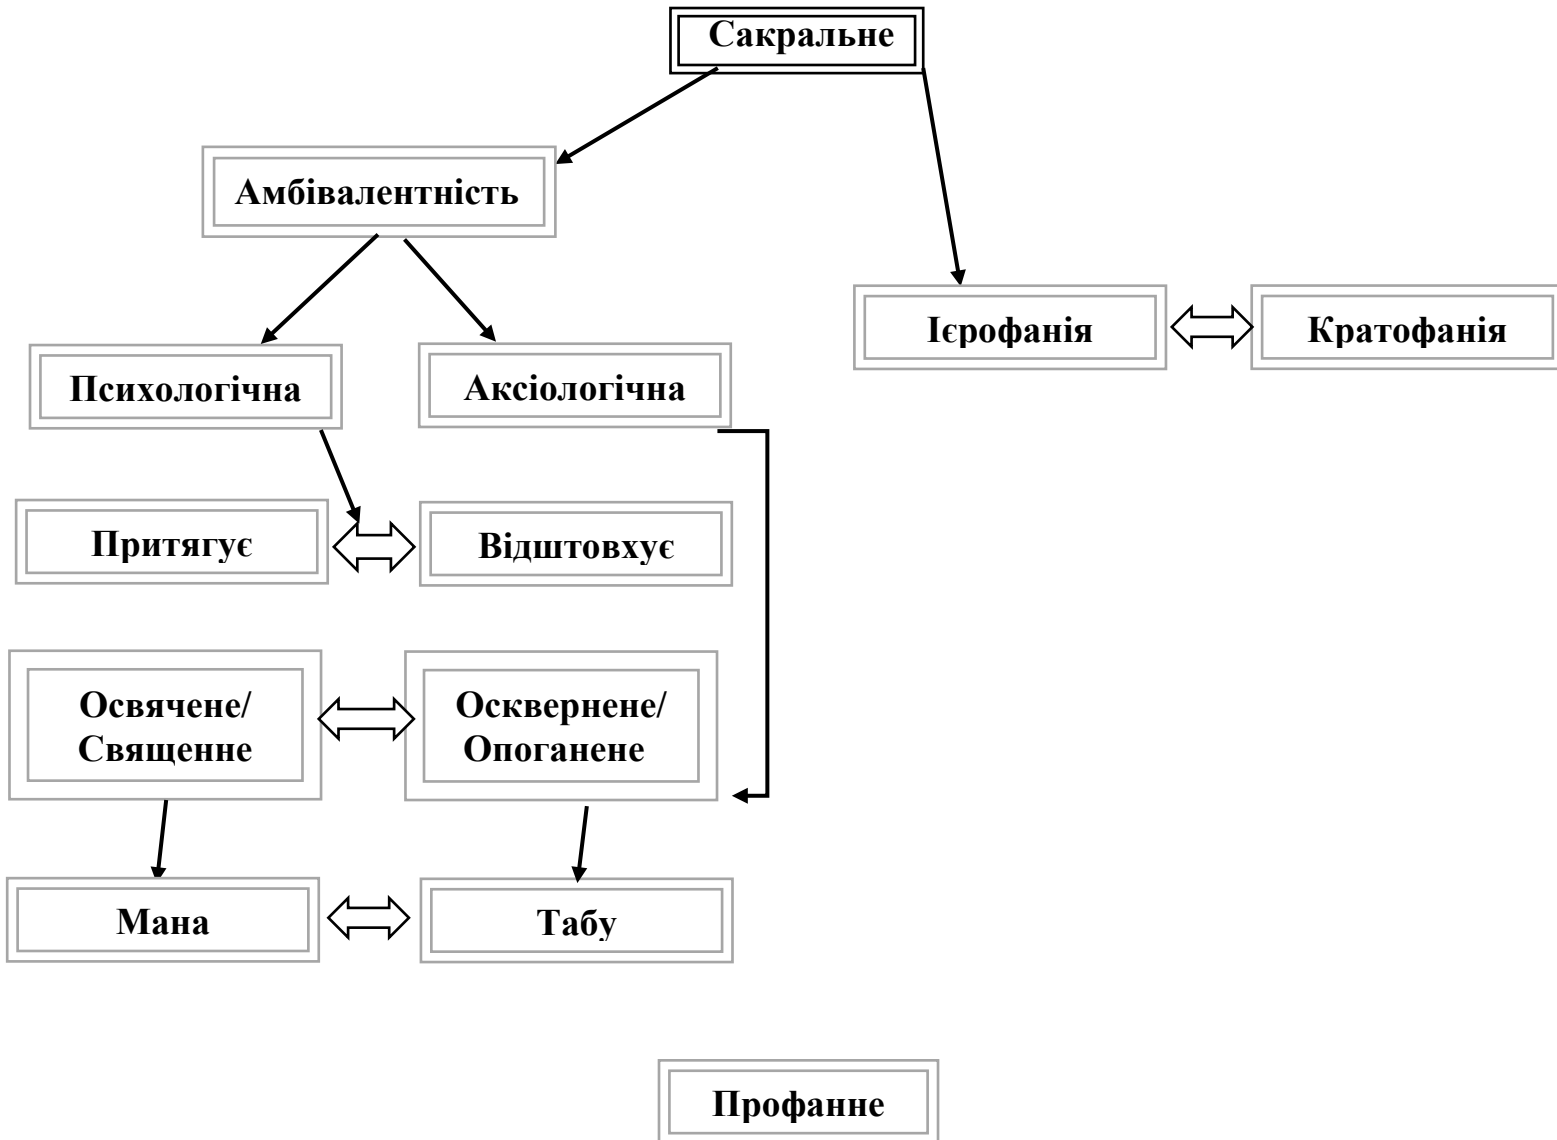 Сакральне
Амбівалентність
Ієрофанія
Кратофанія
Психологічна
Аксіологічна
Притягує
Відштовхує
Освячене/
Священне
Осквернене/
Опоганене
Мана
Табу
Профанне